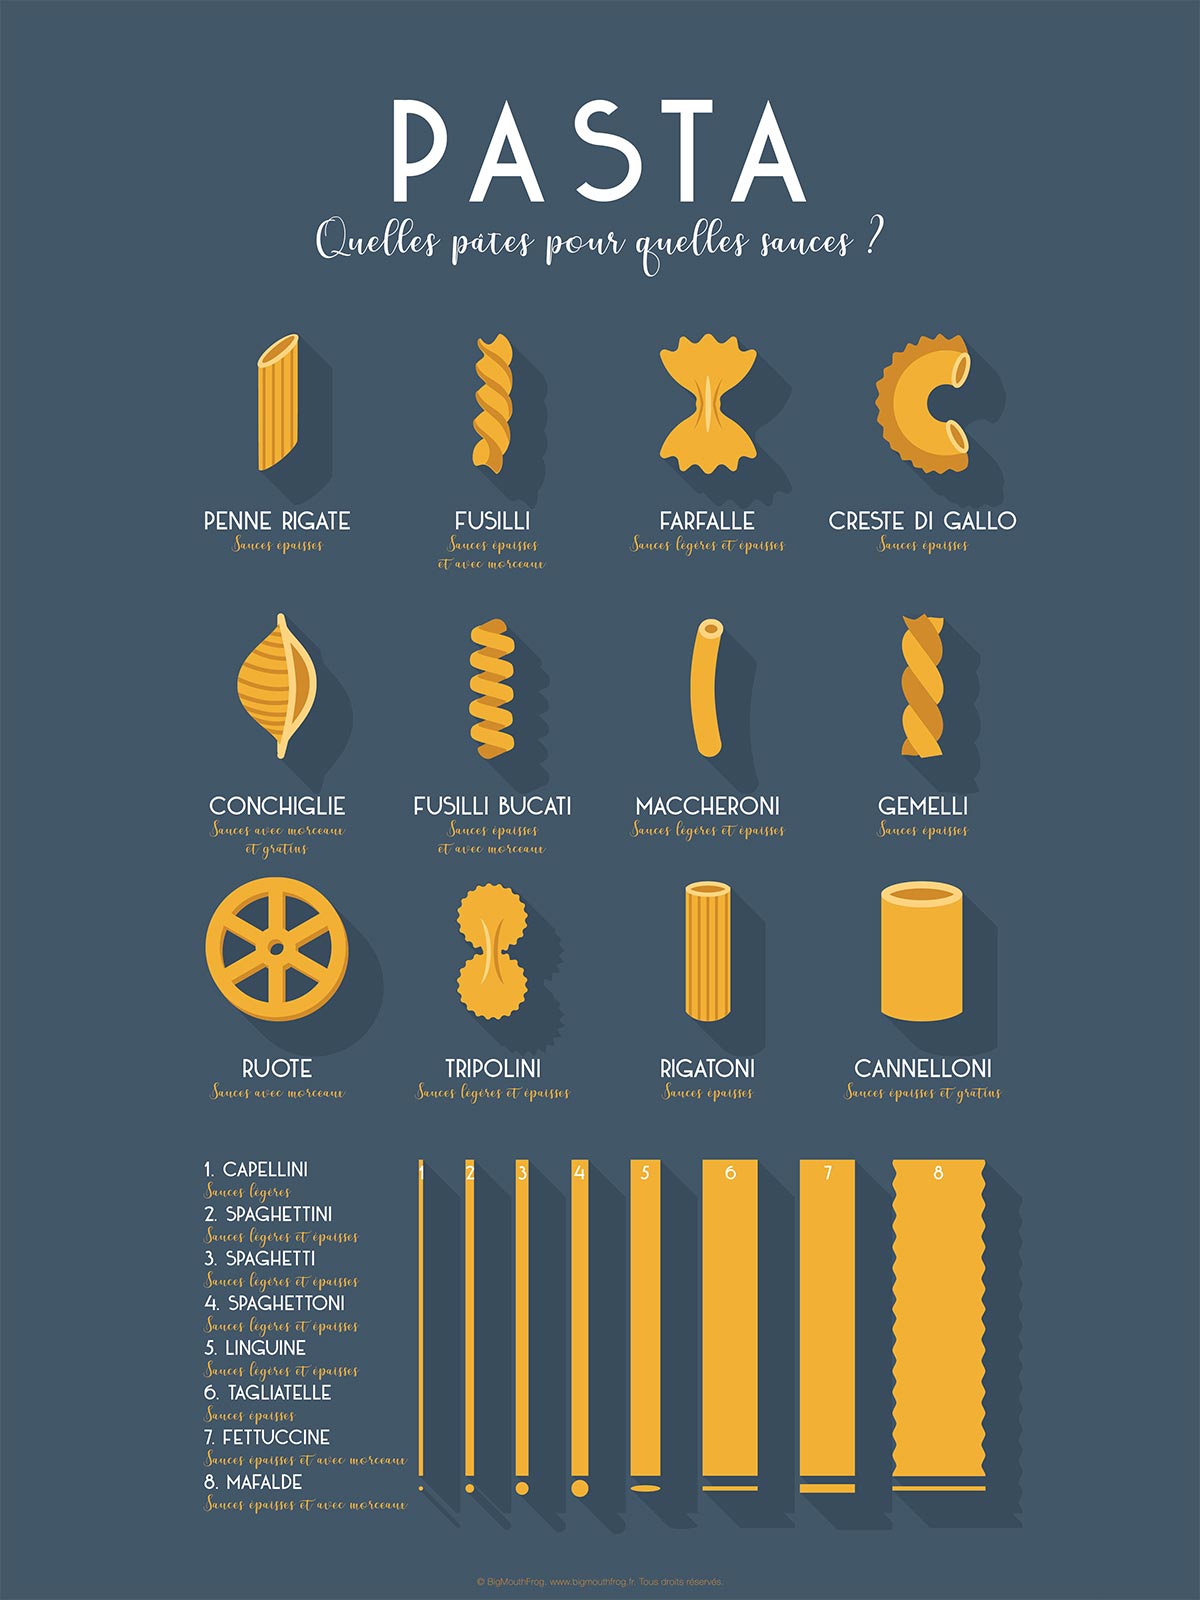 PASTA
Quelles pâtes pour quelles sauces ?
PENNE RIGATE
Sauces épaisses
FUSILLI
Sauces épaisses
et avec morceaux
FARFALLE
Sauces légères et épaisses
CRESTE DI GALLO
Sauces épaisses
CONCHIGLIE
Sauces avec morceaux
et gratins
FUSILLI BUCATI
Sauces épaisses
et avec morceaux
MACCHERONI
Sauces légères et épaisses
GEMELLI
Sauces épaisses
RUOTE
Sauces avec morceaux
TRIPOLINI
Sauces légères et épaisses
RIGATONI
Sauces épaisses
CANNELLONI
Sauces épaisses et gratins
1. CAPELLINI
Sauces légères
2. SPAGHETTINI
Sauces légères et épaisses
3. SPAGHETTI
Sauces légères et épaisses
4. SPAGHETTONI
Sauces légères et épaisses
5. LINGUINE
Sauces légères et épaisses
6. TAGLIATELLE
Sauces épaisses
7. FETTUCCINE
Sauces épaisses et avec morceaux
8. MAFALDE
Sauces épaisses et avec morceaux
1 2 3 4 5 6 7 8
© BigMouthFrog. www.bigmouthfrog.fr. Tous droits réservés.